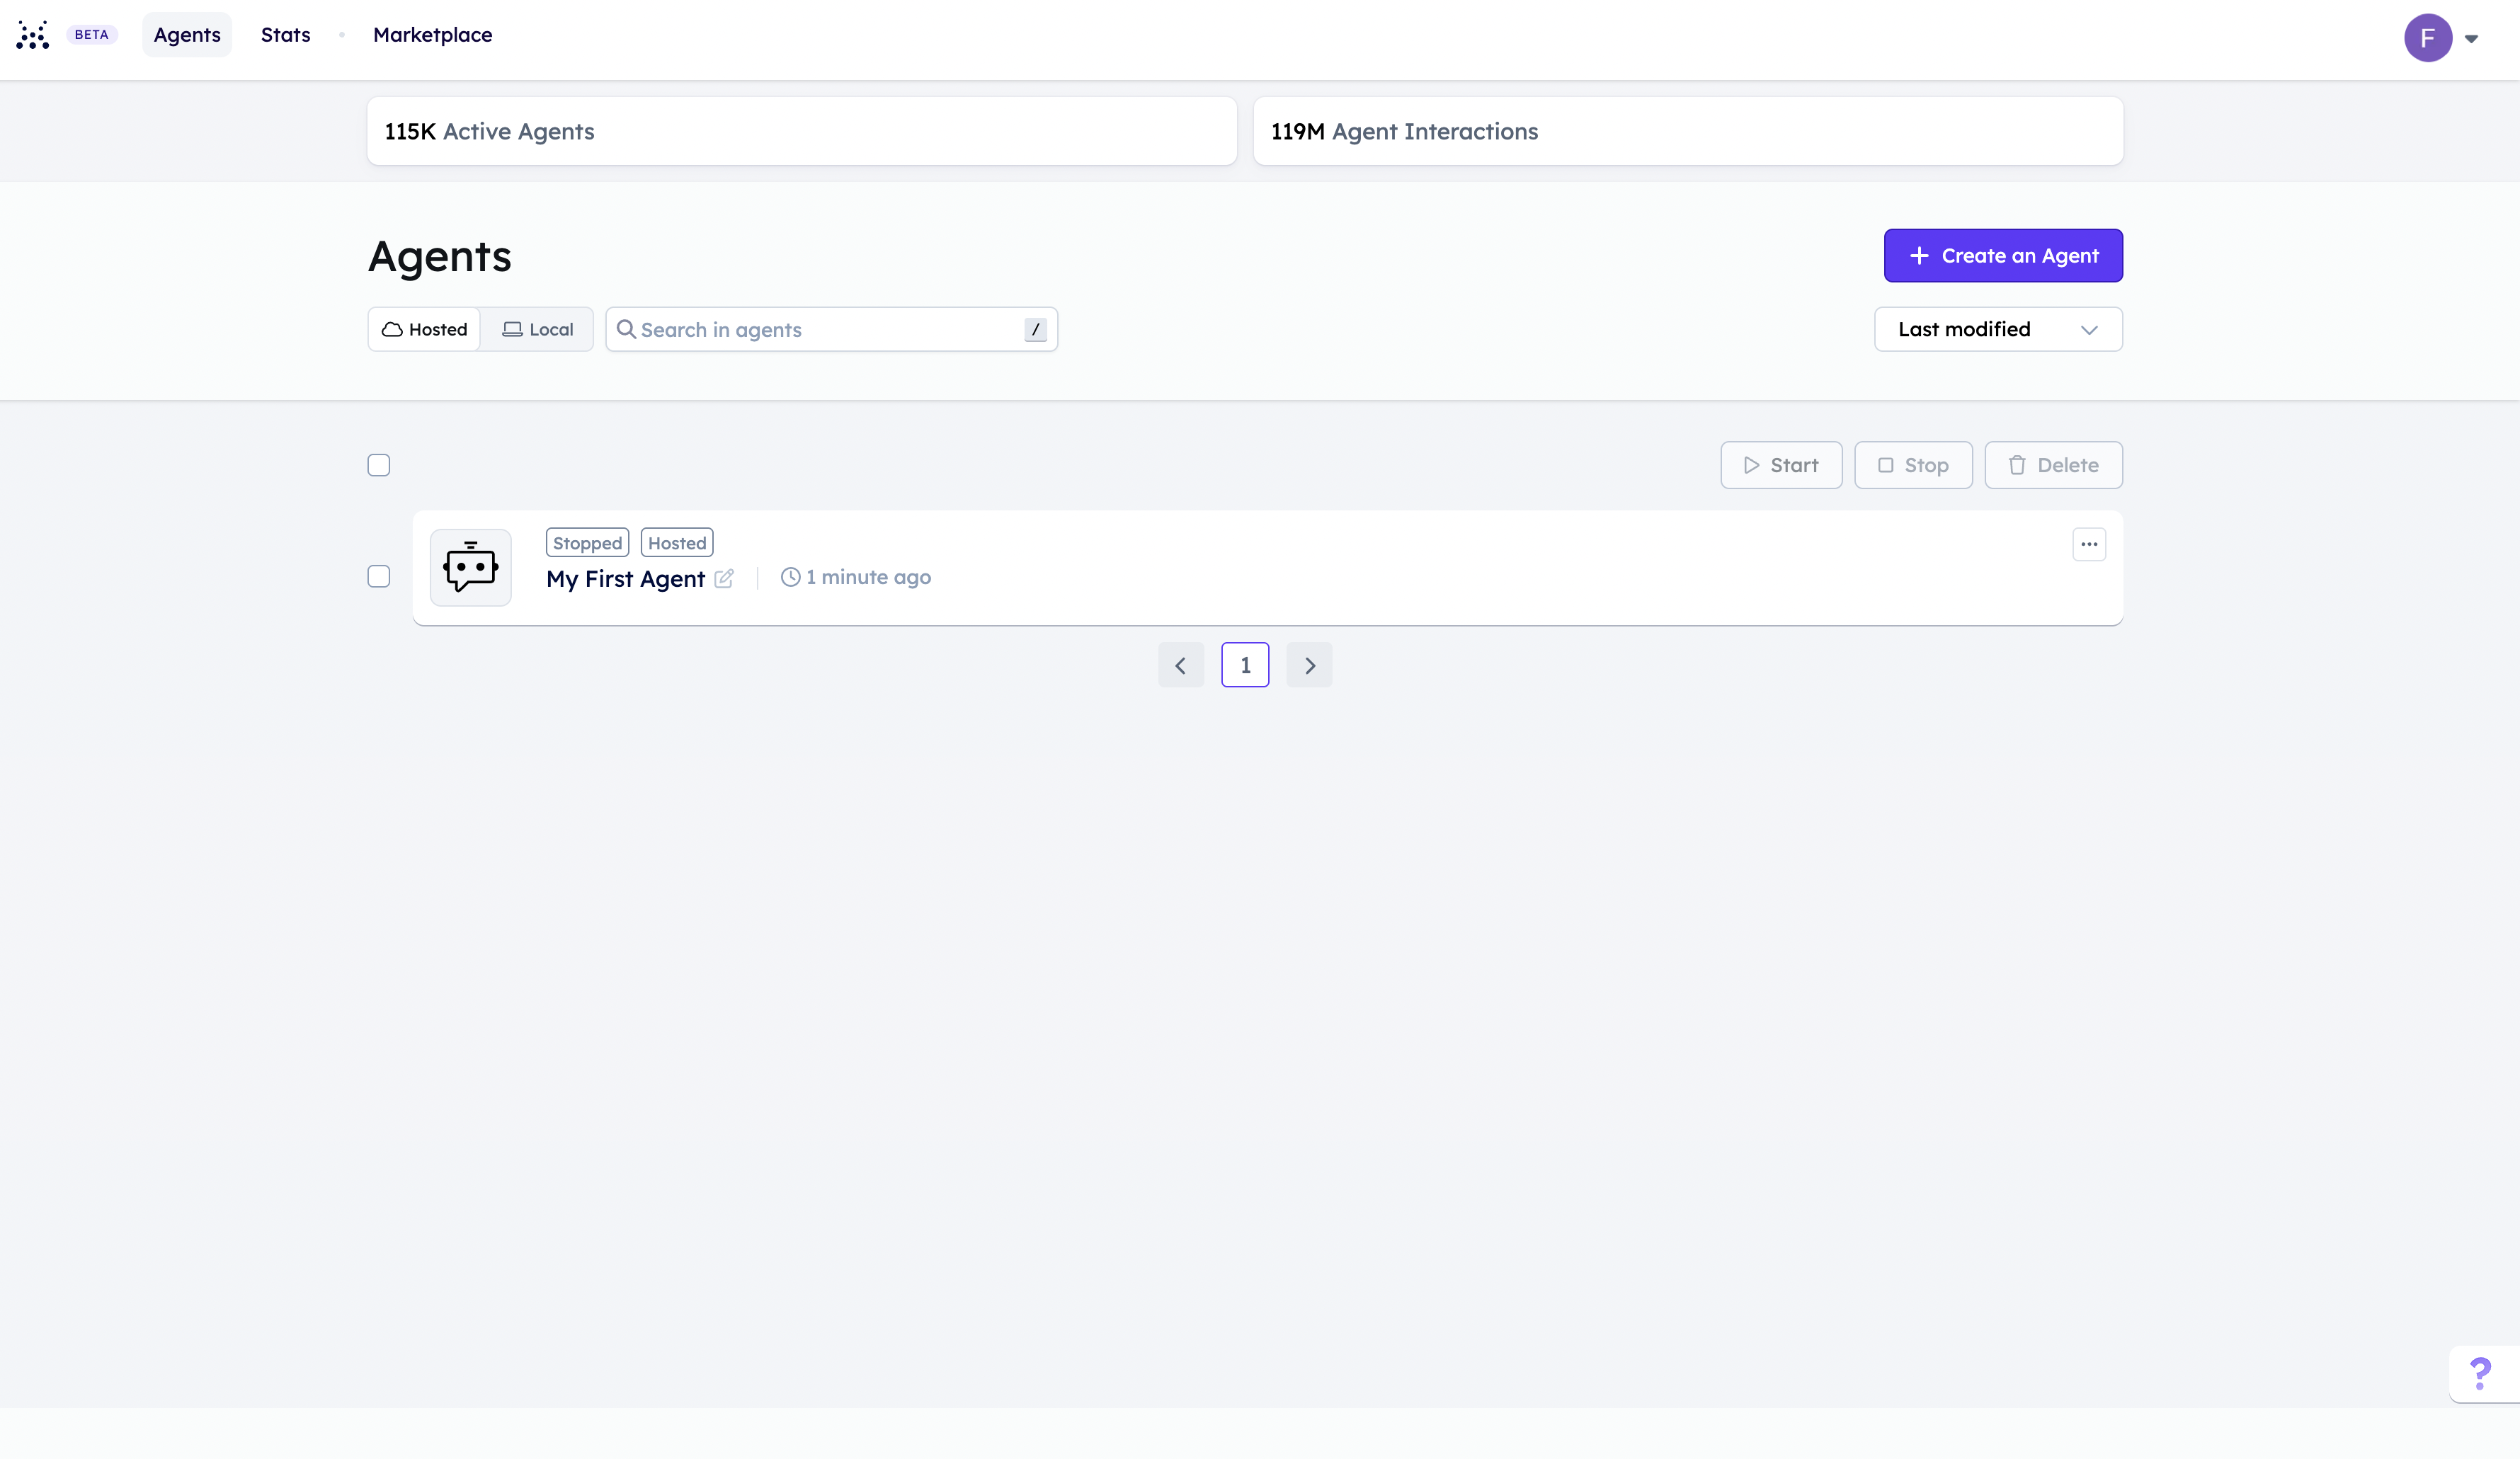 BETA Agents Stats Marketplace F
115K Active Agents 119M Agent Interactions
Agents + Create an Agent
Hosted Local Search in agents / Last modified
Start Stop Delete
Stopped Hosted
My First Agent 1 minute ago
1
?